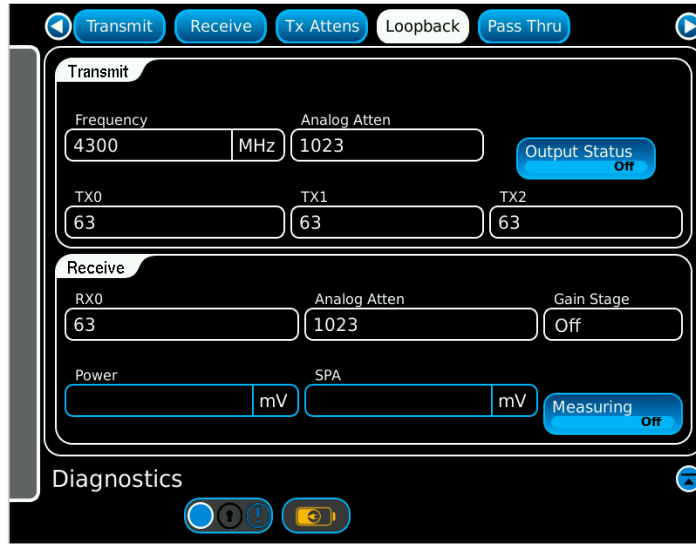 Transmit Receive Tx Attens Loopback Pass Thru
Transmit
Frequency Analog Atten
4300 MHz 1023
Output Status
Off
TX0 TX1 TX2
63 63 63
Receive
RX0 Analog Atten Gain Stage
63 1023 Off
Power SPA
mV mV
Measuring
Off
Diagnostics